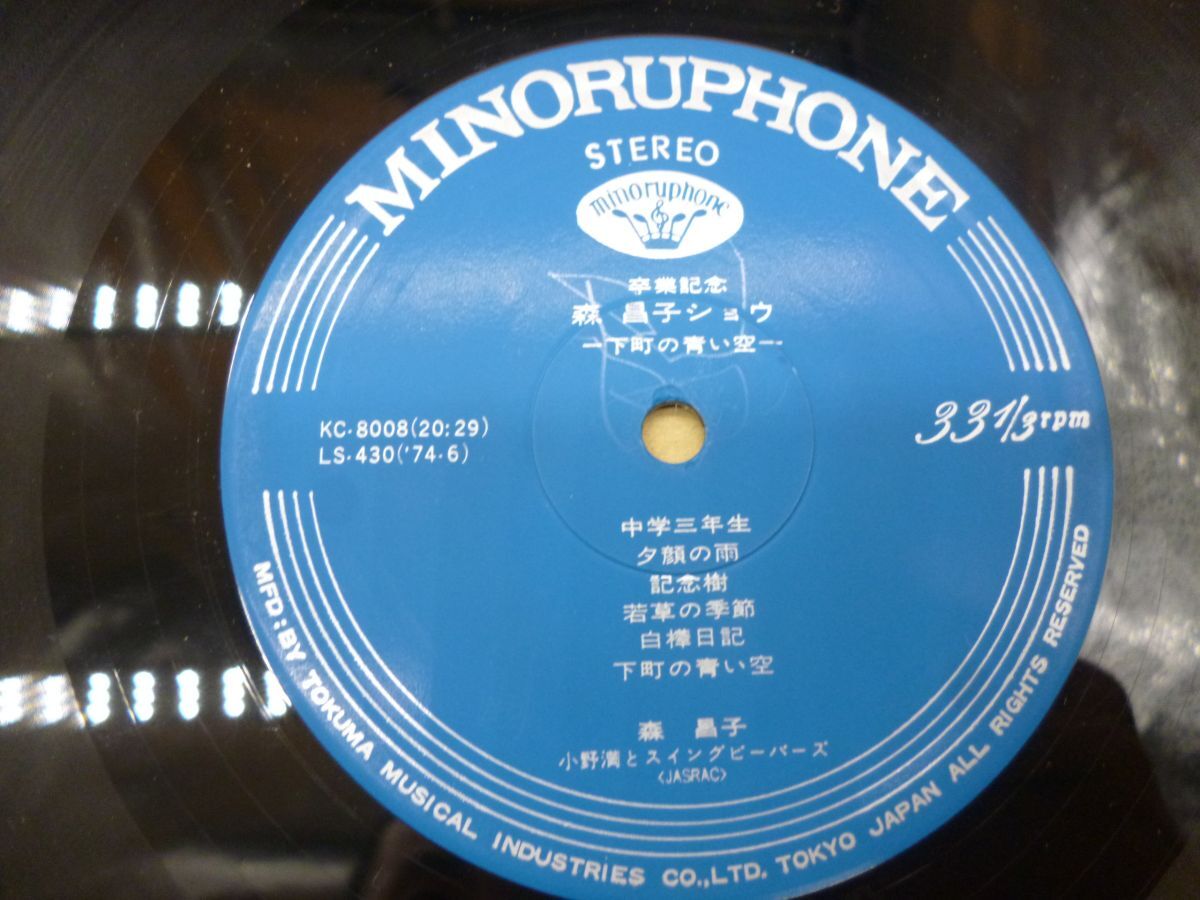 MINORUPHONE
STEREO
minoruphone
卒業記念
森 昌子ショウ
ー下町の青い空ー
KC-8008(20:29)
LS-430('74-6)
33 1/3 rpm
中学三年生
夕顔の雨
記念樹
若草の季節
白樺日記
下町の青い空
森 昌子
小野満とスイングビーバーズ
〈JASRAC〉
MFD: BY TOKUMA MUSICAL INDUSTRIES CO.,LTD. TOKYO JAPAN ALL RIGHTS RESERVED